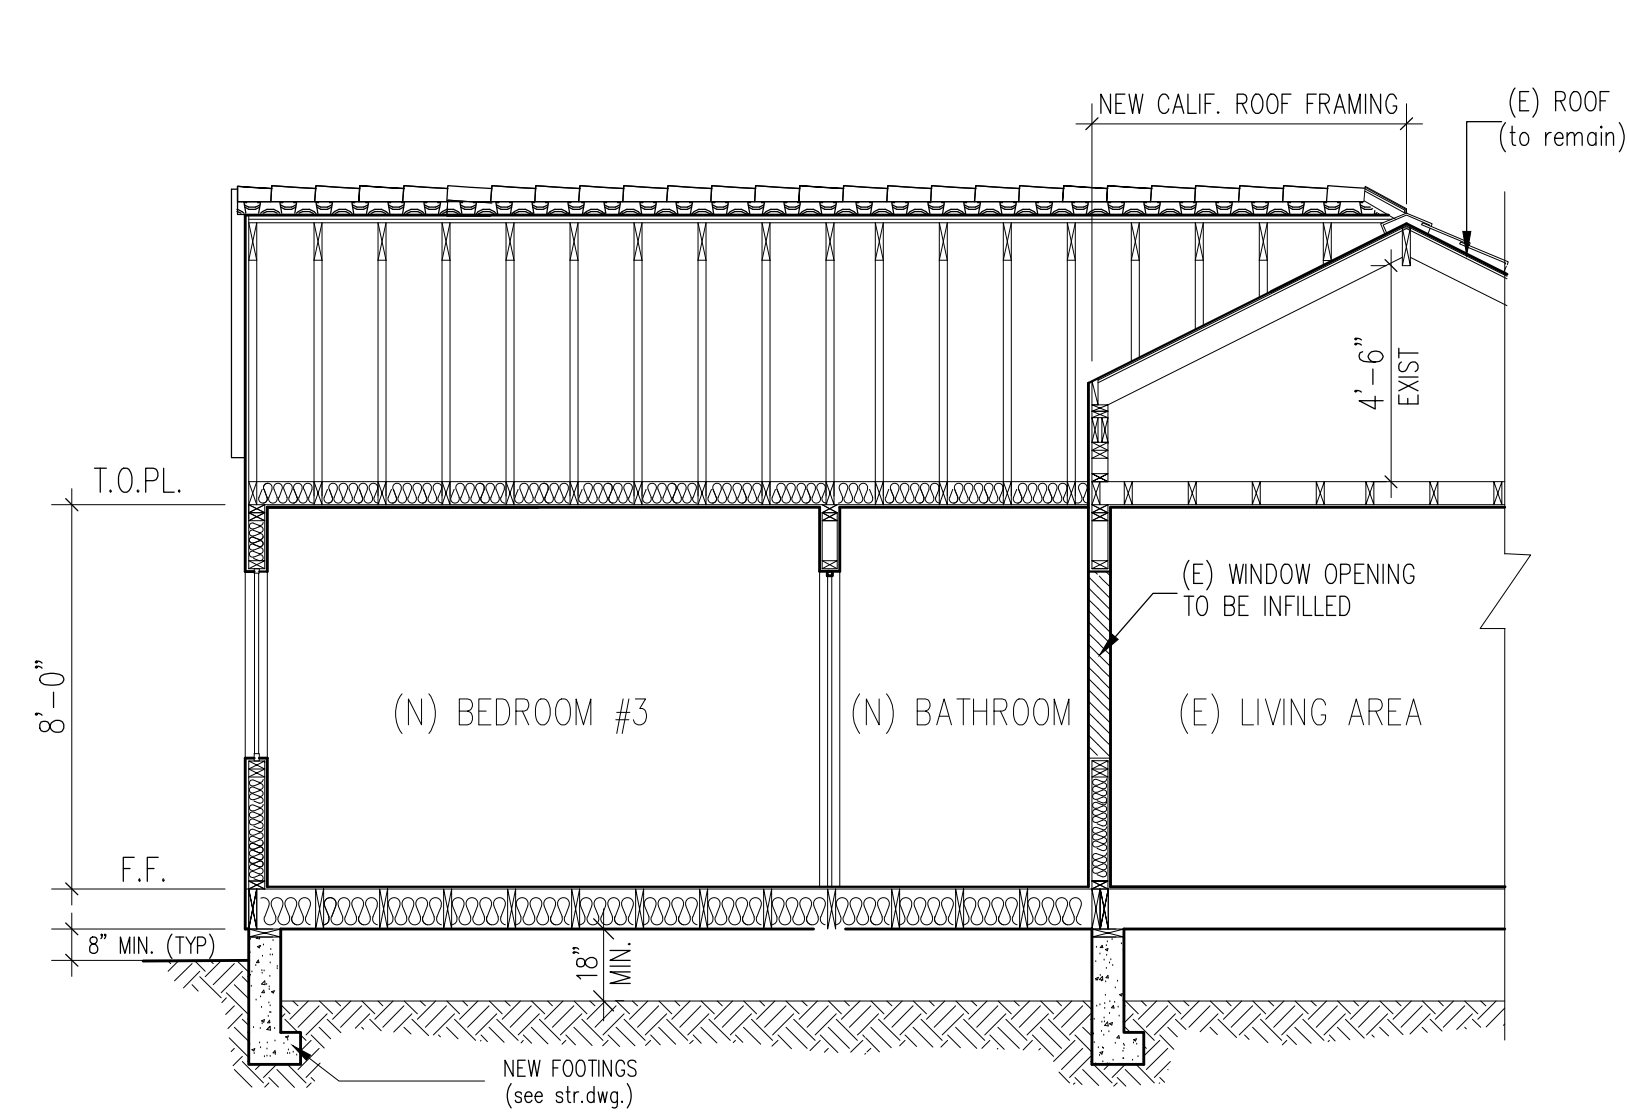 NEW CALIF. ROOF FRAMING
(E) ROOF
(to remain)
4'-6"
EXIST
T.O.PL.
(E) WINDOW OPENING
TO BE INFILLED
8'-0"
(N) BEDROOM #3
(N) BATHROOM
(E) LIVING AREA
F.F.
8" MIN. (TYP)
18"
MIN.
NEW FOOTINGS
(see str.dwg.)